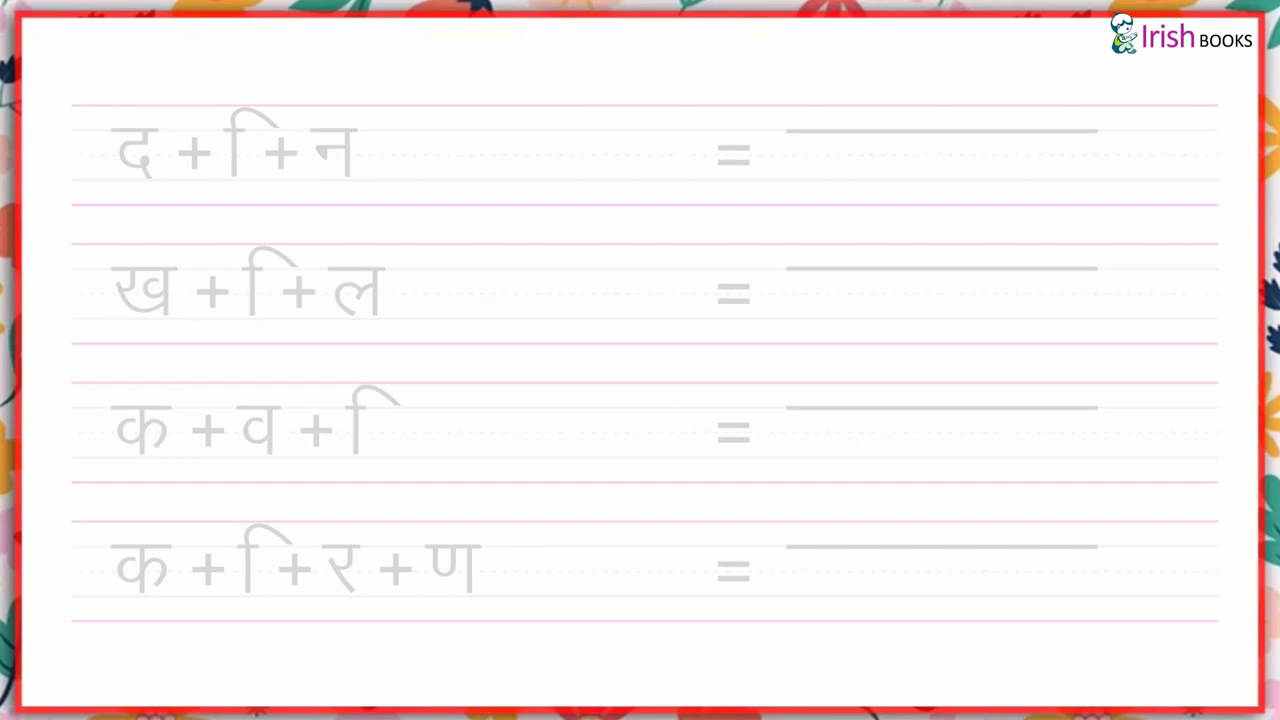 Irish BOOKS
द + ि + न =
ख + ि + ल =
क + व + ि =
क + ि + र + ण =